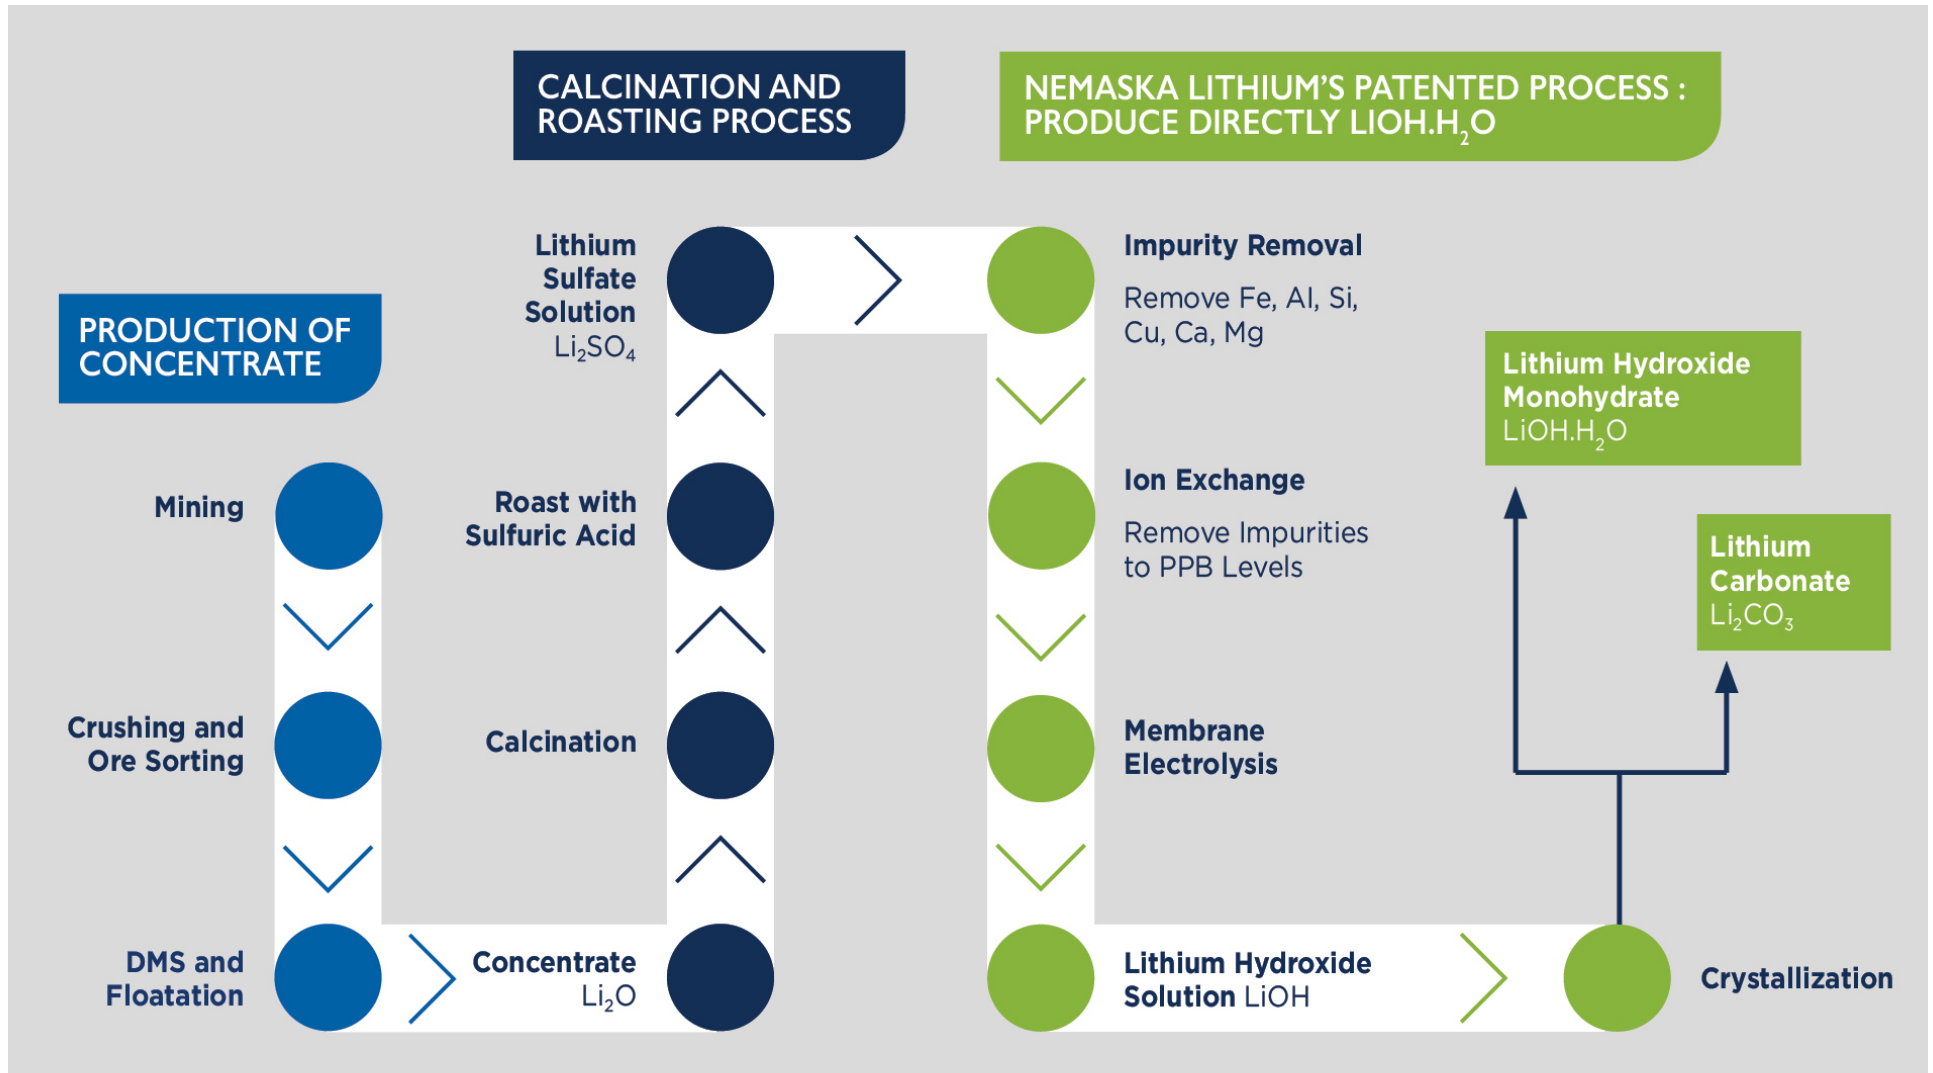 CALCINATION AND
ROASTING PROCESS
NEMASKA LITHIUM'S PATENTED PROCESS :
PRODUCE DIRECTLY LIOH.H₂O
PRODUCTION OF
CONCENTRATE
Mining
Crushing and
Ore Sorting
DMS and
Floatation
Concentrate
Li₂O
Calcination
Roast with
Sulfuric Acid
Lithium
Sulfate
Solution
Li₂SO₄
Impurity Removal
Remove Fe, Al, Si,
Cu, Ca, Mg
Ion Exchange
Remove Impurities
to PPB Levels
Membrane
Electrolysis
Lithium Hydroxide
Solution LiOH
Crystallization
Lithium Hydroxide
Monohydrate
LiOH.H₂O
Lithium
Carbonate
Li₂CO₃